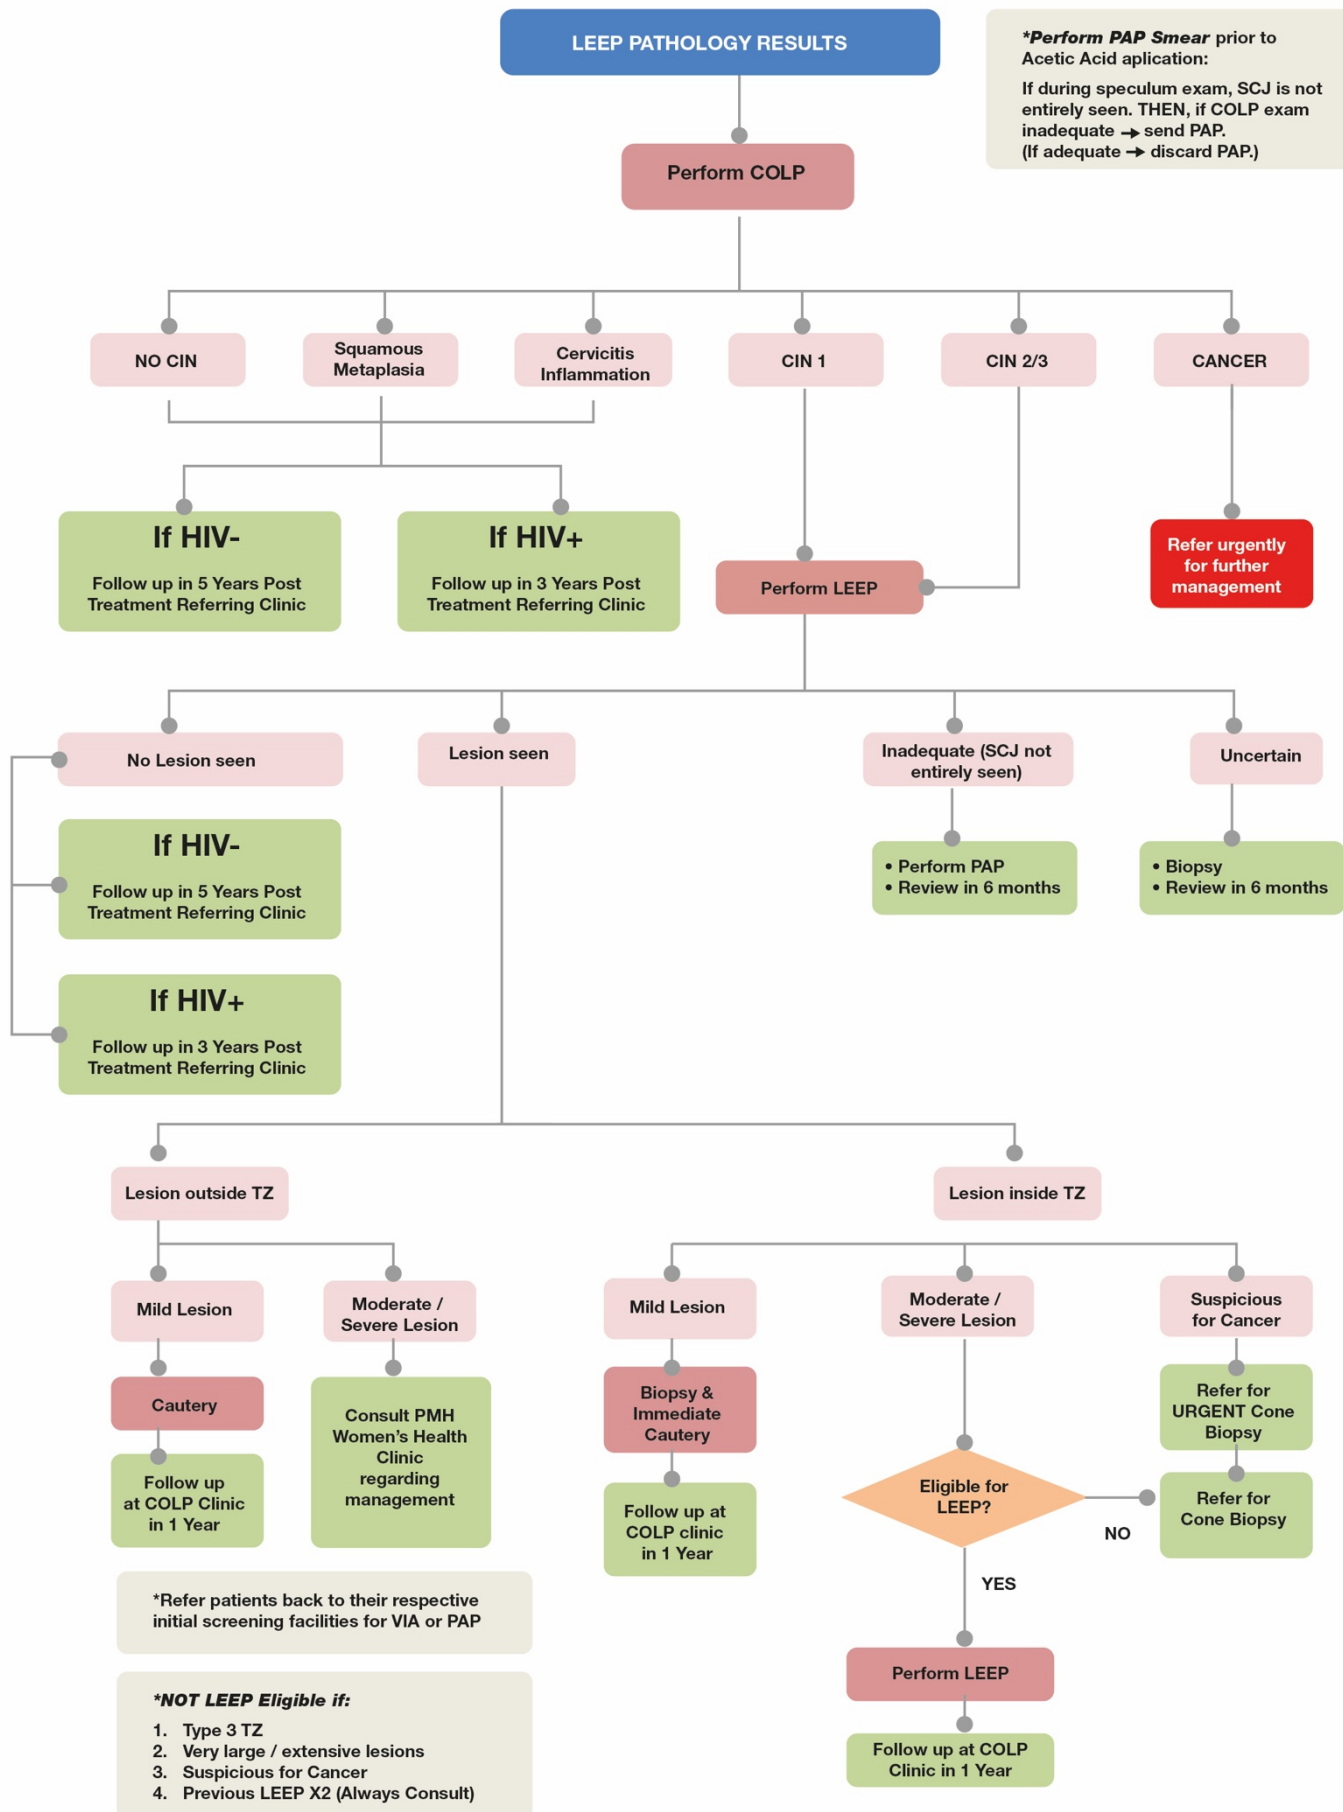 LEEP PATHOLOGY RESULTS
*Perform PAP Smear prior to
Acetic Acid aplication:
If during speculum exam, SCJ is not
entirely seen. THEN, if COLP exam
inadequate → send PAP.
(If adequate → discard PAP.)
Perform COLP
NO CIN
Squamous
Metaplasia
Cervicitis
Inflammation
CIN 1
CIN 2/3
CANCER
If HIV-
Follow up in 5 Years Post
Treatment Referring Clinic
If HIV+
Follow up in 3 Years Post
Treatment Referring Clinic
Perform LEEP
Refer urgently
for further
management
No Lesion seen
Lesion seen
Inadequate (SCJ not
entirely seen)
Uncertain
If HIV-
Follow up in 5 Years Post
Treatment Referring Clinic
• Perform PAP
• Review in 6 months
• Biopsy
• Review in 6 months
If HIV+
Follow up in 3 Years Post
Treatment Referring Clinic
Lesion outside TZ
Lesion inside TZ
Mild Lesion
Moderate /
Severe Lesion
Mild Lesion
Moderate /
Severe Lesion
Suspicious
for Cancer
Cautery
Consult PMH
Women's Health
Clinic
regarding
management
Biopsy &
Immediate
Cautery
Refer for
URGENT Cone
Biopsy
Follow up
at COLP Clinic
in 1 Year
Follow up at
COLP clinic
in 1 Year
Eligible for
LEEP?
NO
Refer for
Cone Biopsy
YES
*Refer patients back to their respective
initial screening facilities for VIA or PAP
Perform LEEP
Follow up at COLP
Clinic in 1 Year
*NOT LEEP Eligible if:
1. Type 3 TZ
2. Very large / extensive lesions
3. Suspicious for Cancer
4. Previous LEEP X2 (Always Consult)